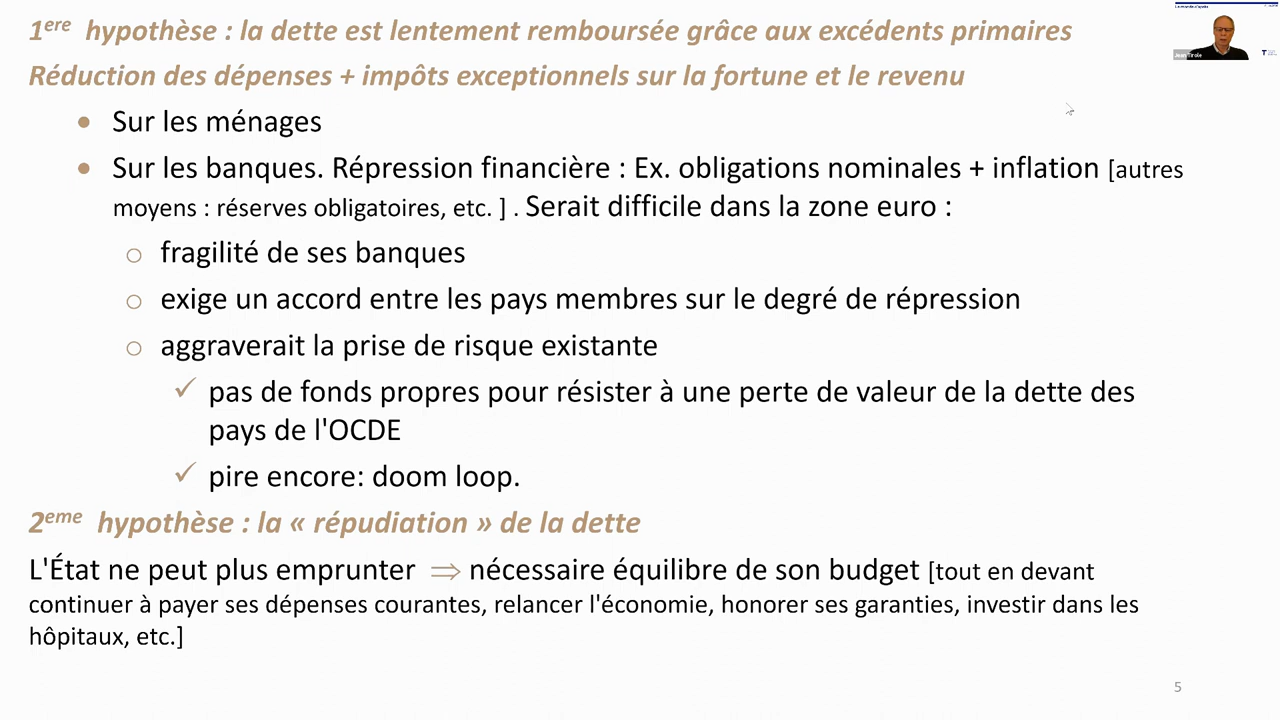 1ere hypothèse : la dette est lentement remboursée grâce aux excédents primaires
Réduction des dépenses + impôts exceptionnels sur la fortune et le revenu
• Sur les ménages
• Sur les banques. Répression financière : Ex. obligations nominales + inflation [autres
moyens : réserves obligatoires, etc. ] . Serait difficile dans la zone euro :
o fragilité de ses banques
o exige un accord entre les pays membres sur le degré de répression
o aggraverait la prise de risque existante
✓ pas de fonds propres pour résister à une perte de valeur de la dette des
pays de l'OCDE
✓ pire encore: doom loop.
2eme hypothèse : la « répudiation » de la dette
L'État ne peut plus emprunter ⇒ nécessaire équilibre de son budget [tout en devant
continuer à payer ses dépenses courantes, relancer l'économie, honorer ses garanties, investir dans les
hôpitaux, etc.]
5
Jean Tirole